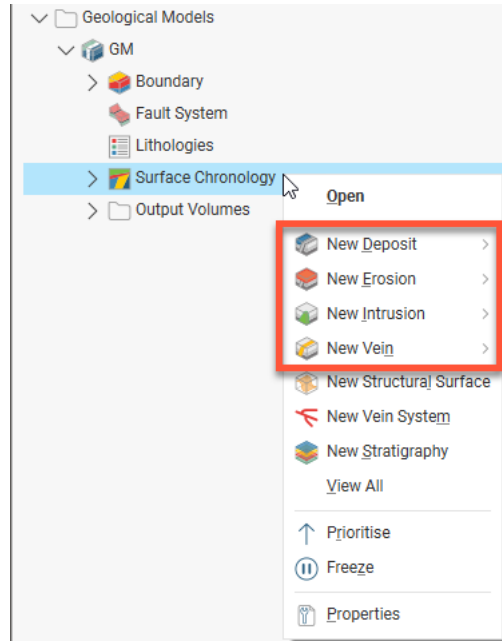 Geological Models
GM
Boundary
Fault System
Lithologies
Surface Chronology
Output Volumes
Open
New Deposit
New Erosion
New Intrusion
New Vein
New Structural Surface
New Vein System
New Stratigraphy
View All
Prioritise
Freeze
Properties